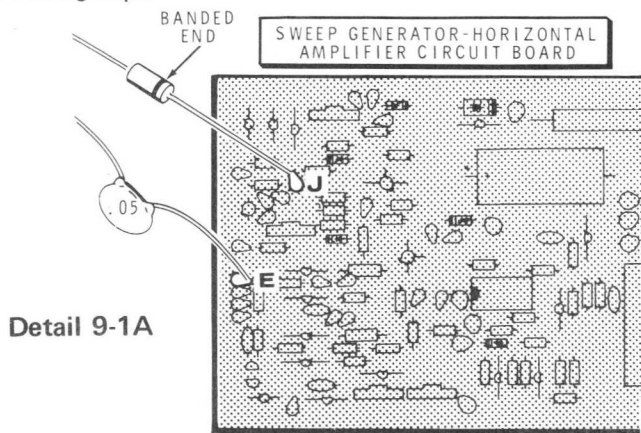 BANDED
END
SWEEP GENERATOR-HORIZONTAL
AMPLIFIER CIRCUIT BOARD
J
.05
E
Detail 9-1A